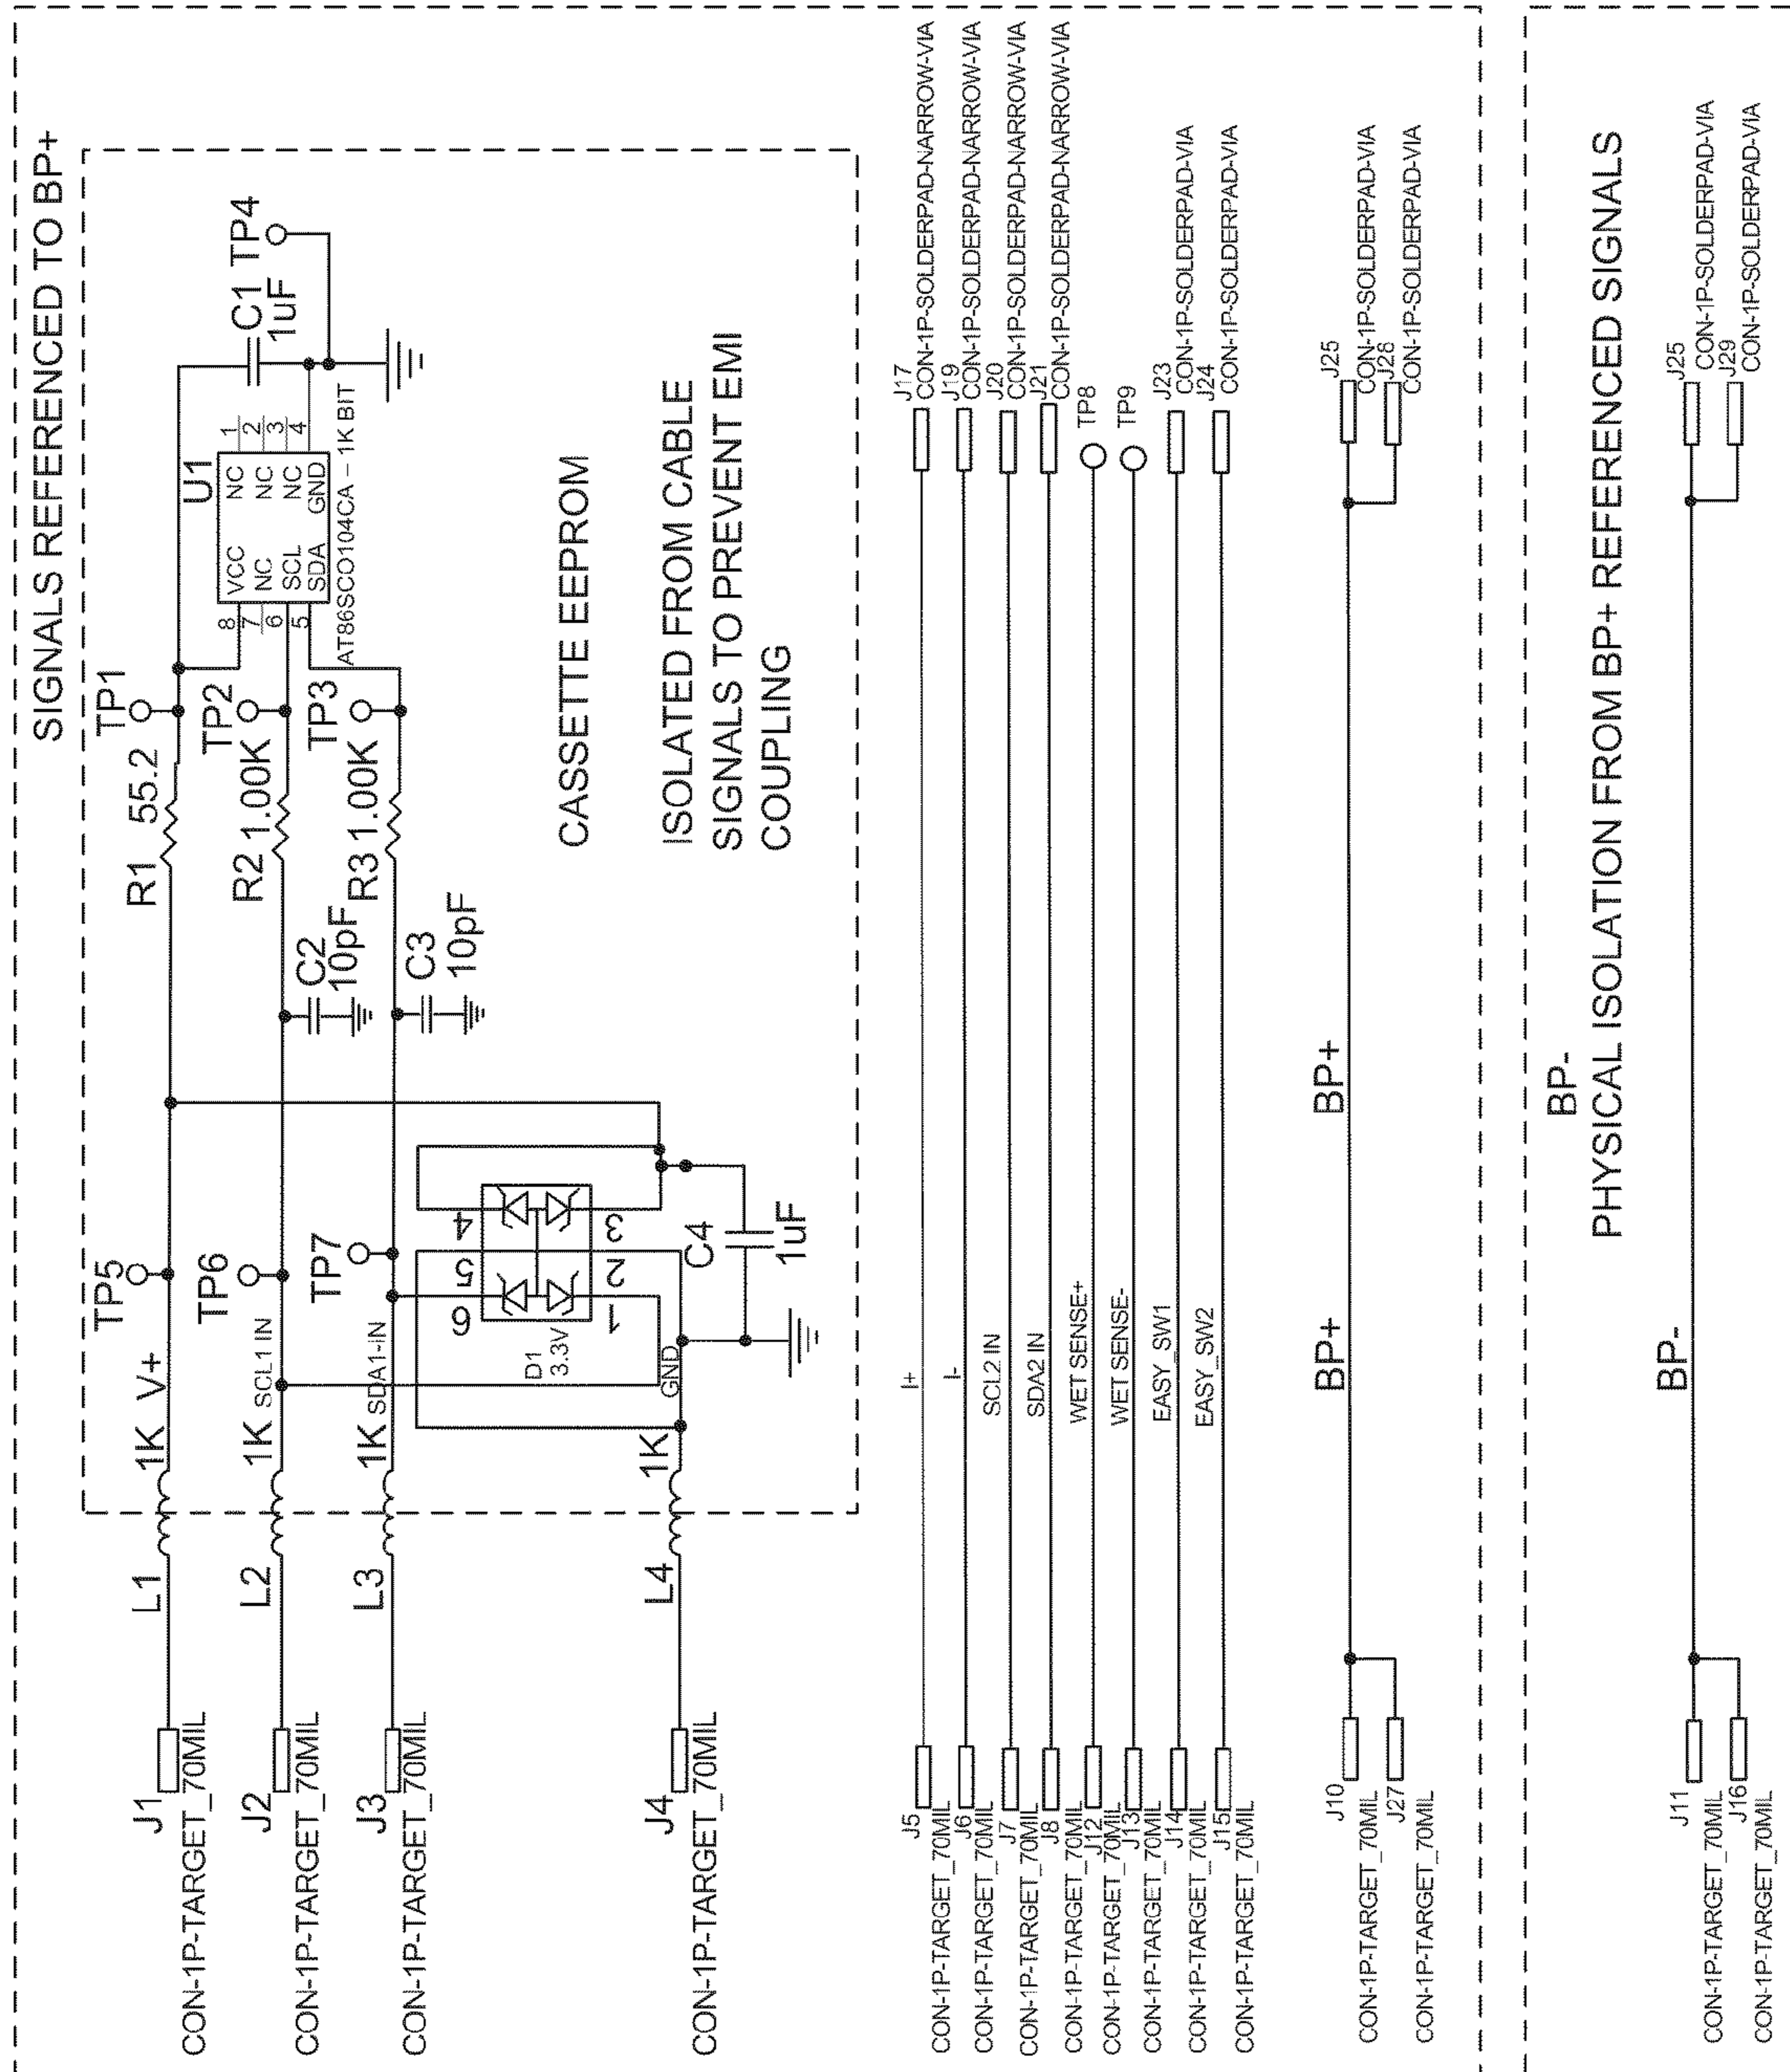 SIGNALS REFERENCED TO BP+
J1
CON-1P-TARGET_70MIL
L1
1K
V+
TP5
R1
55.2
TP1
J2
CON-1P-TARGET_70MIL
L2
1K
SCL1 IN
TP6
C2
10pF
R2
1.00K
TP2
J3
CON-1P-TARGET_70MIL
L3
1K
SDA1-IN
TP7
C3
10pF
R3
1.00K
TP3
U1
8
VCC
NC
1
7
NC
NC
2
6
SCL
NC
3
5
SDA
GND
4
AT86SCO104CA – 1K BIT
C1
1uF
TP4
6
5
4
D1
3.3V
1
2
3
J4
CON-1P-TARGET_70MIL
L4
1K
GND
C4
1uF
CASSETTE EEPROM
ISOLATED FROM CABLE
SIGNALS TO PREVENT EMI
COUPLING
J5
CON-1P-TARGET_70MIL
I+
J17
CON-1P-SOLDERPAD-NARROW-VIA
J6
CON-1P-TARGET_70MIL
I-
J19
CON-1P-SOLDERPAD-NARROW-VIA
J7
CON-1P-TARGET_70MIL
SCL2 IN
J20
CON-1P-SOLDERPAD-NARROW-VIA
J8
CON-1P-TARGET_70MIL
SDA2 IN
J21
CON-1P-SOLDERPAD-NARROW-VIA
J12
CON-1P-TARGET_70MIL
WET SENSE+
TP8
J13
CON-1P-TARGET_70MIL
WET SENSE-
TP9
J14
CON-1P-TARGET_70MIL
EASY_SW1
J23
CON-1P-SOLDERPAD-VIA
J15
CON-1P-TARGET_70MIL
EASY_SW2
J24
CON-1P-SOLDERPAD-VIA
J10
CON-1P-TARGET_70MIL
BP+
BP+
J25
CON-1P-SOLDERPAD-VIA
J27
CON-1P-TARGET_70MIL
J28
CON-1P-SOLDERPAD-VIA
BP-
PHYSICAL ISOLATION FROM BP+ REFERENCED SIGNALS
J11
CON-1P-TARGET_70MIL
BP-
J25
CON-1P-SOLDERPAD-VIA
J16
CON-1P-TARGET_70MIL
J29
CON-1P-SOLDERPAD-VIA